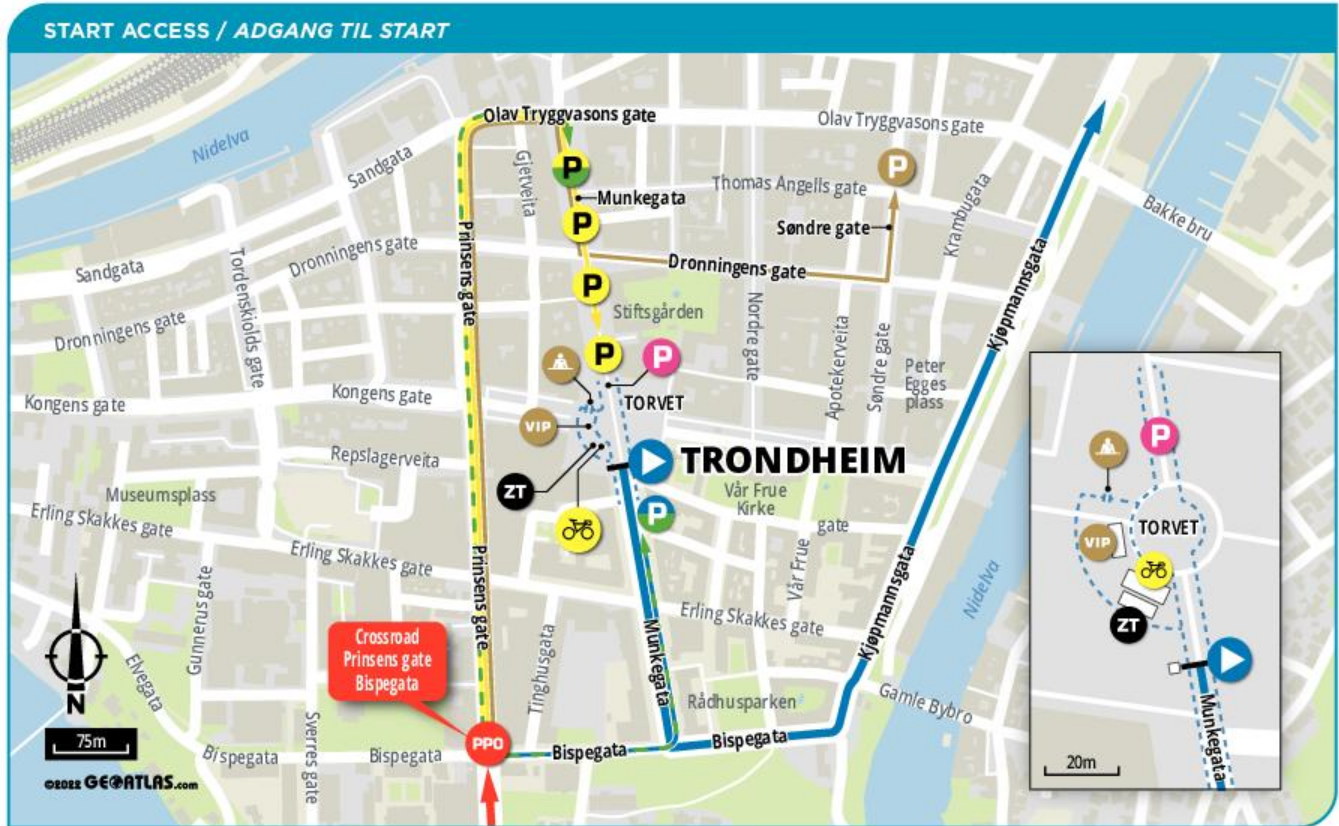 START ACCESS / ADGANG TIL START
Olav Tryggvasons gate
Olav Tryggvasons gate
Nidelva
Sandgata
Gjetveita
P
P
Thomas Angells gate
Krambugata
Munkegata
Bakke bru
P
Søndre gate
Prinsens gate
Tordenskiolds gate
Dronningens gate
Sandgata
Dronningens gate
P
Kjøpmannsgata
Stiftsgården
Nordre gate
Dronningens gate
P
P
Apotekerveita
Søndre gate
Peter
Egges
plass
Kongens gate
Kongens gate
TORVET
VIP
Repslagerveita
TRONDHEIM
ZT
Museumsplass
Vår Frue
Kirke
P
Erling Skakkes gate
gate
Vår Frue
Erling Skakkes gate
Prinsens gate
Nidelva
Kjøpmannsgata
Gunnerus gate
Erling Skakkes gate
Crossroad
Prinsens gate
Bispegata
Tinghusgata
Munkegata
Elvegata
Rådhusparken
Gamle Bybro
N
Sverres gate
PPO
Bispegata
Bispegata
Bispegata
Bispegata
75m
©2022 GEOATLAS.com
P
TORVET
VIP
ZT
Munkegata
20m